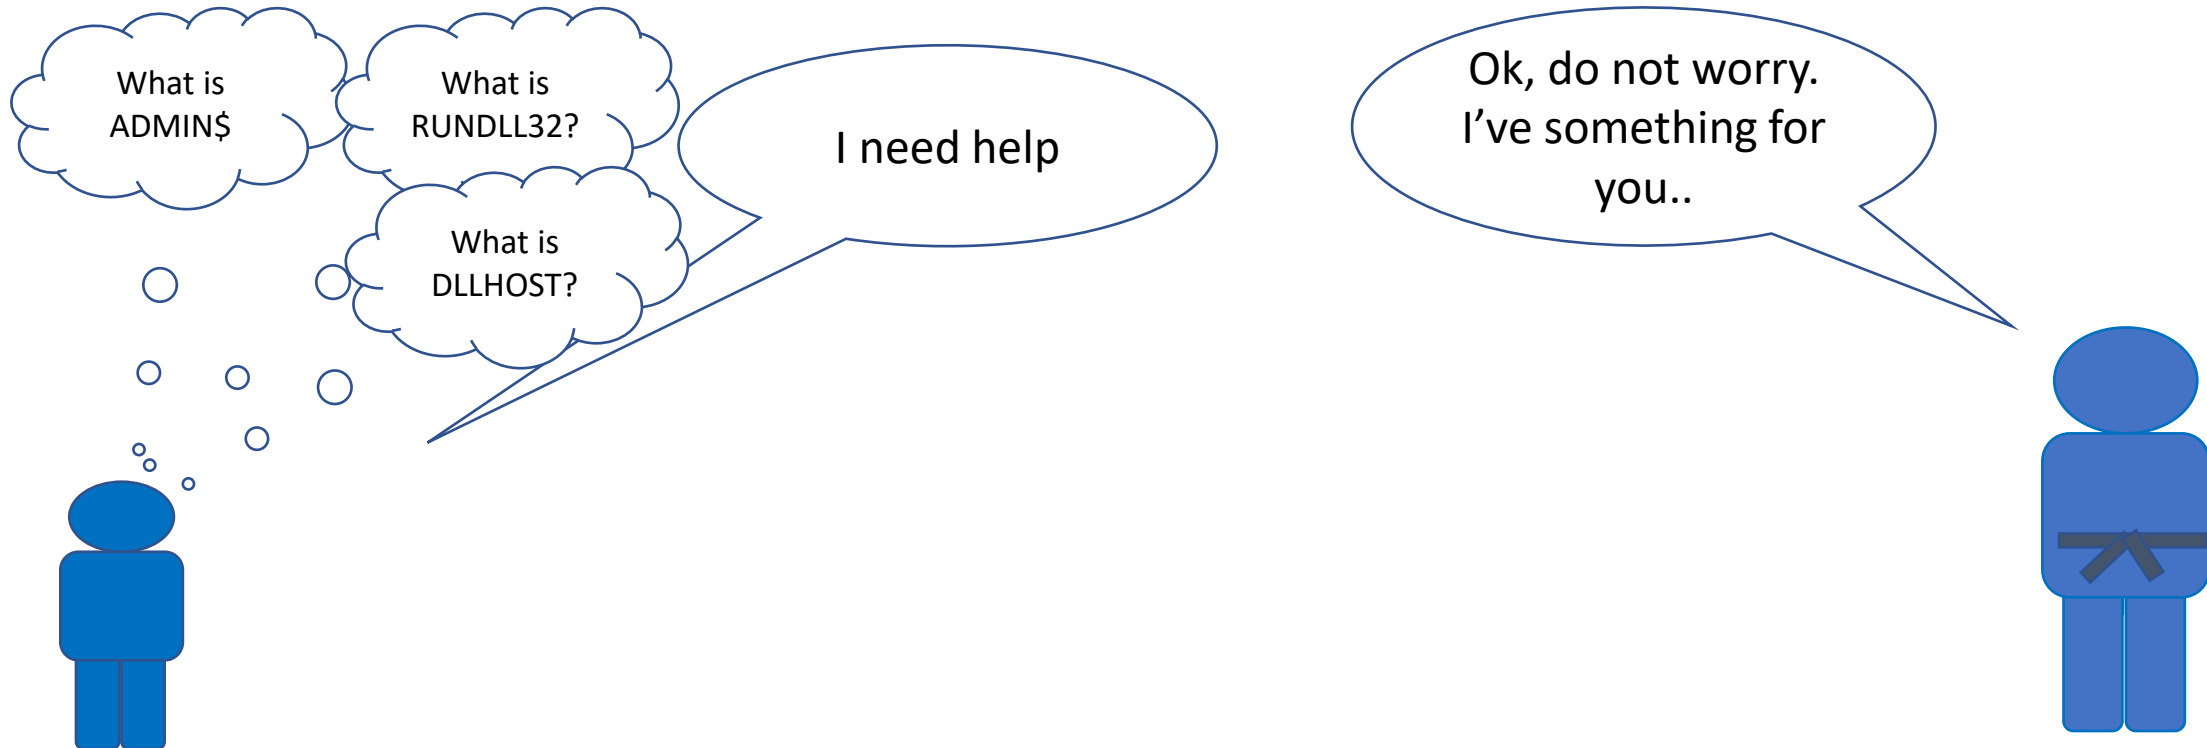 What is
ADMIN$
What is
RUNDLL32?
What is
DLLHOST?
I need help
Ok, do not worry.
I’ve something for
you..